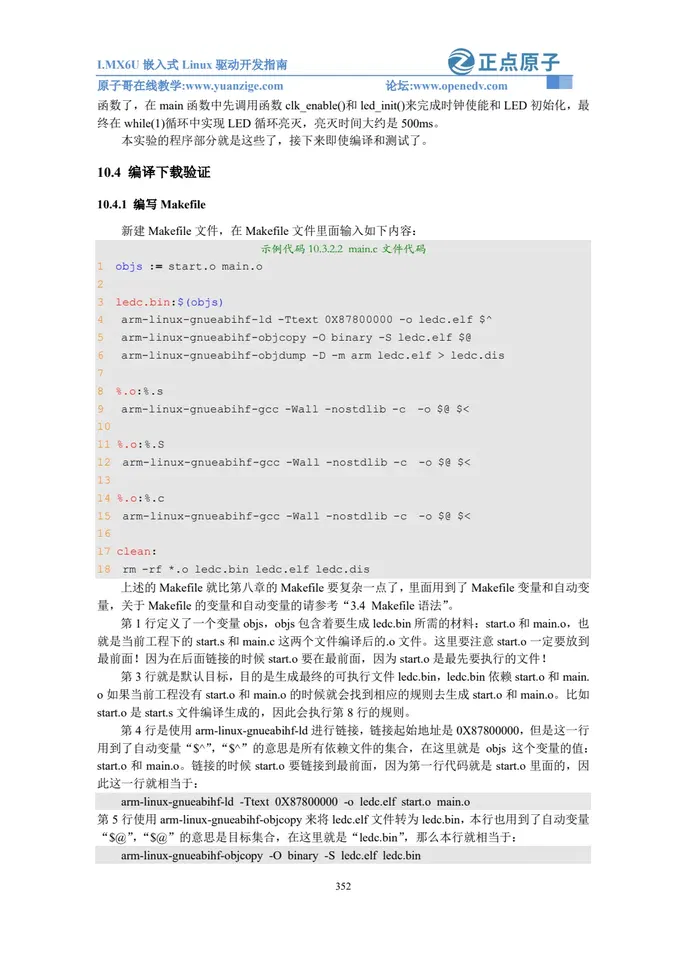 I.MX6U 嵌入式 Linux 驱动开发指南
正点原子
原子哥在线教学:www.yuanzige.com 论坛:www.openedv.com
函数了，在 main 函数中先调用函数 clk_enable()和 led_init()来完成时钟使能和 LED 初始化，最
终在 while(1)循环中实现 LED 循环亮灭，亮灭时间大约是 500ms。
本实验的程序部分就是这些了，接下来即使编译和测试了。
10.4 编译下载验证
10.4.1 编写 Makefile
新建 Makefile 文件，在 Makefile 文件里面输入如下内容：
示例代码 10.3.2.2 main.c 文件代码
1 objs := start.o main.o
2
3 ledc.bin:$(objs)
4 arm-linux-gnueabihf-ld -Ttext 0X87800000 -o ledc.elf $^
5 arm-linux-gnueabihf-objcopy -O binary -S ledc.elf $@
6 arm-linux-gnueabihf-objdump -D -m arm ledc.elf > ledc.dis
7
8 %.o:%.s
9 arm-linux-gnueabihf-gcc -Wall -nostdlib -c -o $@ $<
10
11 %.o:%.S
12 arm-linux-gnueabihf-gcc -Wall -nostdlib -c -o $@ $<
13
14 %.o:%.c
15 arm-linux-gnueabihf-gcc -Wall -nostdlib -c -o $@ $<
16
17 clean:
18 rm -rf *.o ledc.bin ledc.elf ledc.dis
上述的 Makefile 就比第八章的 Makefile 要复杂一点了，里面用到了 Makefile 变量和自动变
量，关于 Makefile 的变量和自动变量的请参考“3.4 Makefile 语法”。
第 1 行定义了一个变量 objs，objs 包含着要生成 ledc.bin 所需的材料：start.o 和 main.o，也
就是当前工程下的 start.s 和 main.c 这两个文件编译后的.o 文件。这里要注意 start.o 一定要放到
最前面！因为在后面链接的时候 start.o 要在最前面，因为 start.o 是最先要执行的文件！
第 3 行就是默认目标，目的是生成最终的可执行文件 ledc.bin，ledc.bin 依赖 start.o 和 main.
o 如果当前工程没有 start.o 和 main.o 的时候就会找到相应的规则去生成 start.o 和 main.o。比如
start.o 是 start.s 文件编译生成的，因此会执行第 8 行的规则。
第 4 行是使用 arm-linux-gnueabihf-ld 进行链接，链接起始地址是 0X87800000，但是这一行
用到了自动变量“$^”，“$^”的意思是所有依赖文件的集合，在这里就是 objs 这个变量的值：
start.o 和 main.o。链接的时候 start.o 要链接到最前面，因为第一行代码就是 start.o 里面的，因
此这一行就相当于：
arm-linux-gnueabihf-ld -Ttext 0X87800000 -o ledc.elf start.o main.o
第 5 行使用 arm-linux-gnueabihf-objcopy 来将 ledc.elf 文件转为 ledc.bin，本行也用到了自动变量
“$@”，“$@”的意思是目标集合，在这里就是“ledc.bin”，那么本行就相当于：
arm-linux-gnueabihf-objcopy -O binary -S ledc.elf ledc.bin
352